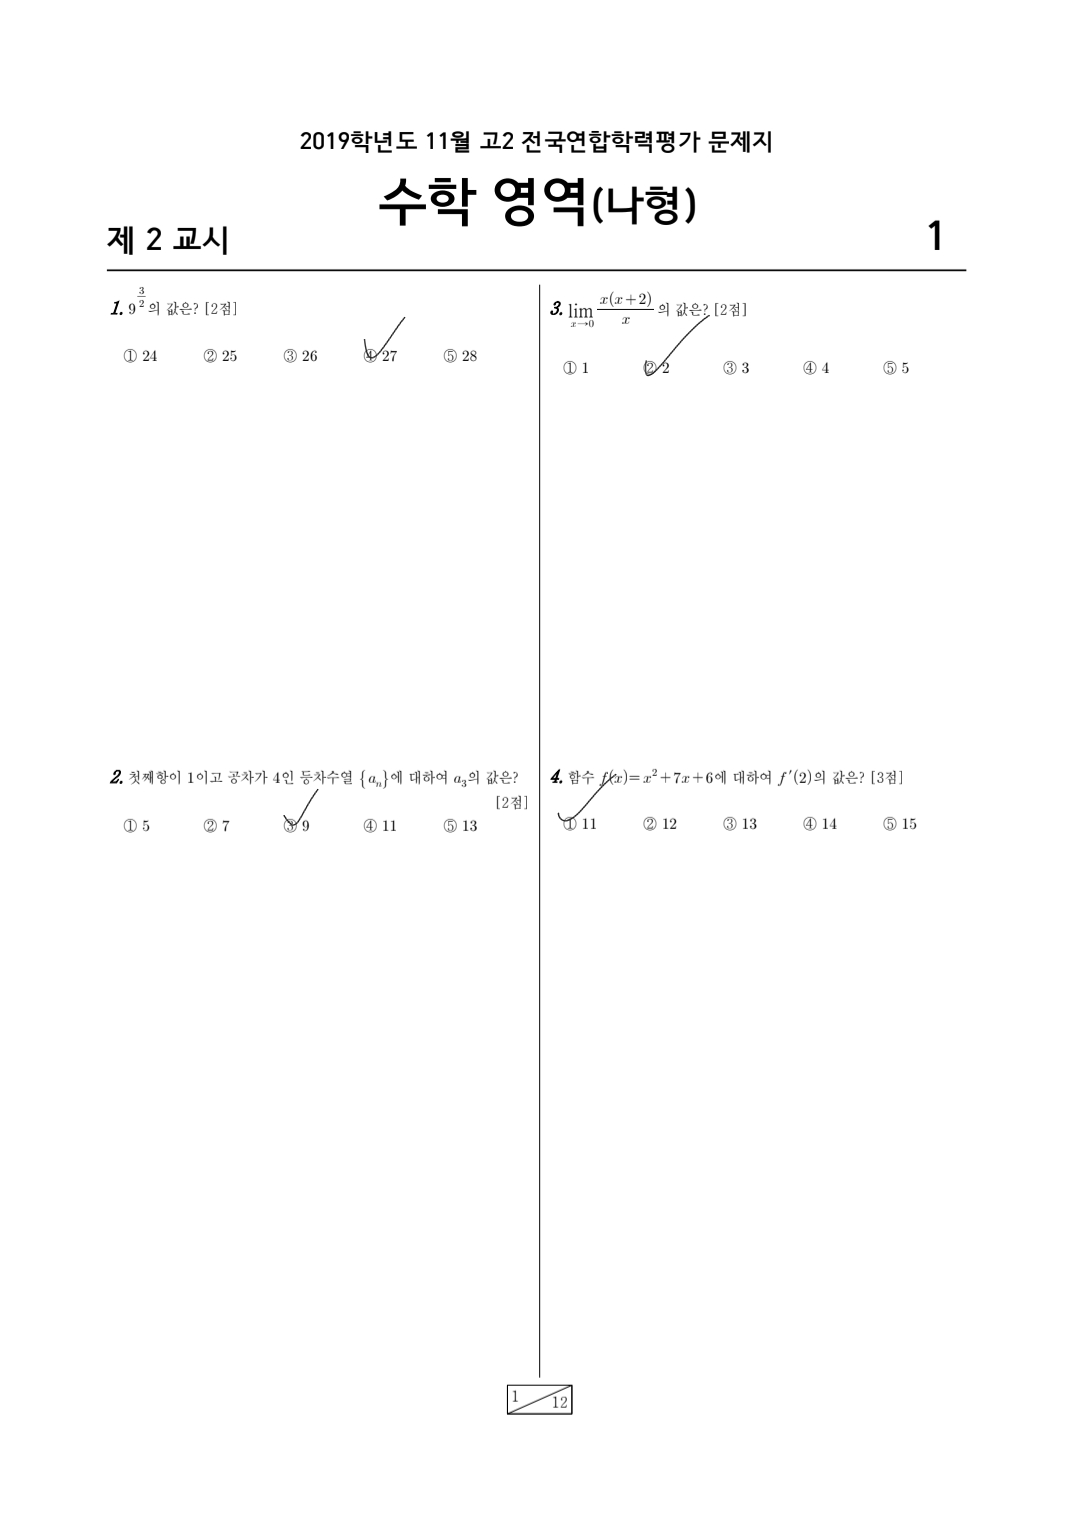 2019학년도 11월 고2 전국연합학력평가 문제지
수학 영역(나형)
제 2 교시
1
1. 9^{\frac{3}{2}}의 값은? [2점]
① 24 ② 25 ③ 26 ④ 27 ⑤ 28
2. 첫째항이 1이고 공차가 4인 등차수열 {a_n}에 대하여 a_3의 값은?
[2점]
① 5 ② 7 ③ 9 ④ 11 ⑤ 13
3. \lim_{x→0} \frac{x(x+2)}{x}의 값은? [2점]
① 1 ② 2 ③ 3 ④ 4 ⑤ 5
4. 함수 f(x)=x^2+7x+6에 대하여 f′(2)의 값은? [3점]
① 11 ② 12 ③ 13 ④ 14 ⑤ 15
1 12